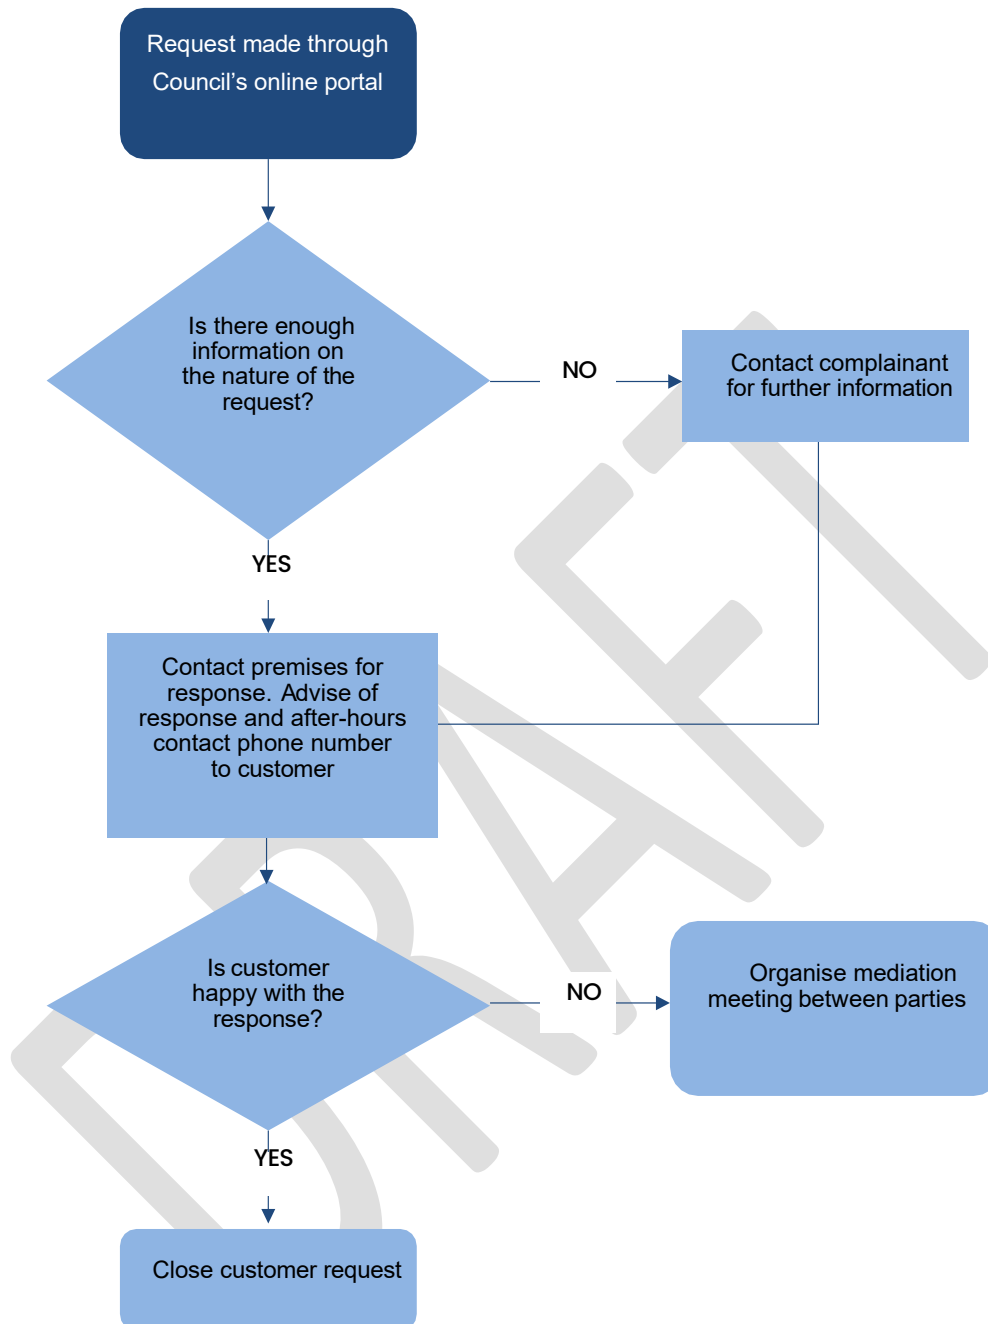 Request made through
Council's online portal
Is there enough
information on
the nature of the
request?
NO
Contact complainant
for further information
YES
Contact premises for
response. Advise of
response and after-hours
contact phone number
to customer
Is customer
happy with the
response?
NO
Organise mediation
meeting between parties
YES
Close customer request
DRAFT